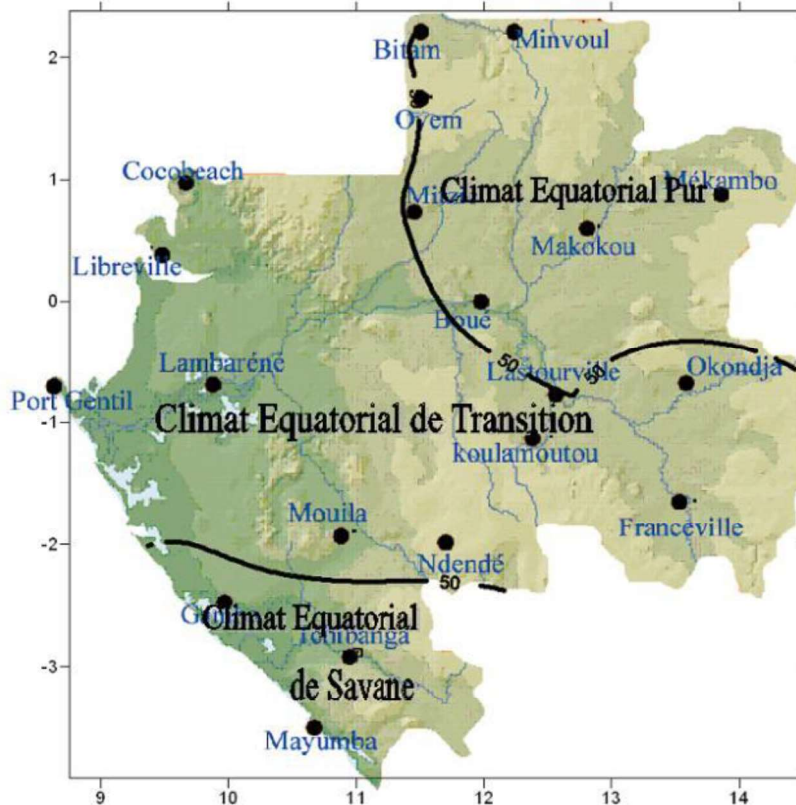 2
Bitam
Minvoul
50
Oyem
1
Cocobeach
Climat Equatorial Pur
Mékambo
Makokou
Libreville
0
Boué
50
50
Lambaréné
Lastourville
Okondja
Port Gentil
-1
Climat Equatorial de Transition
koulamoutou
Mouila
Franceville
-2
Ndendé
50
Climat Equatorial
-3
de Savane
Mayumba
9
10
11
12
13
14